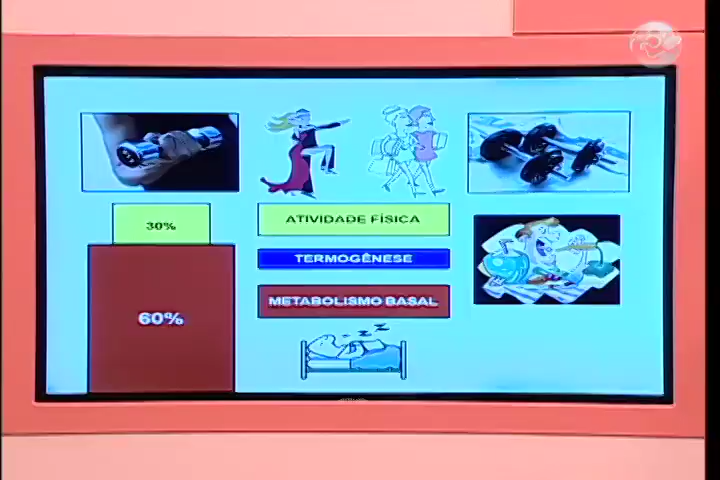 30%
ATIVIDADE FÍSICA
TERMOGÊNESE
60%
METABOLISMO BASAL
Z Z Z